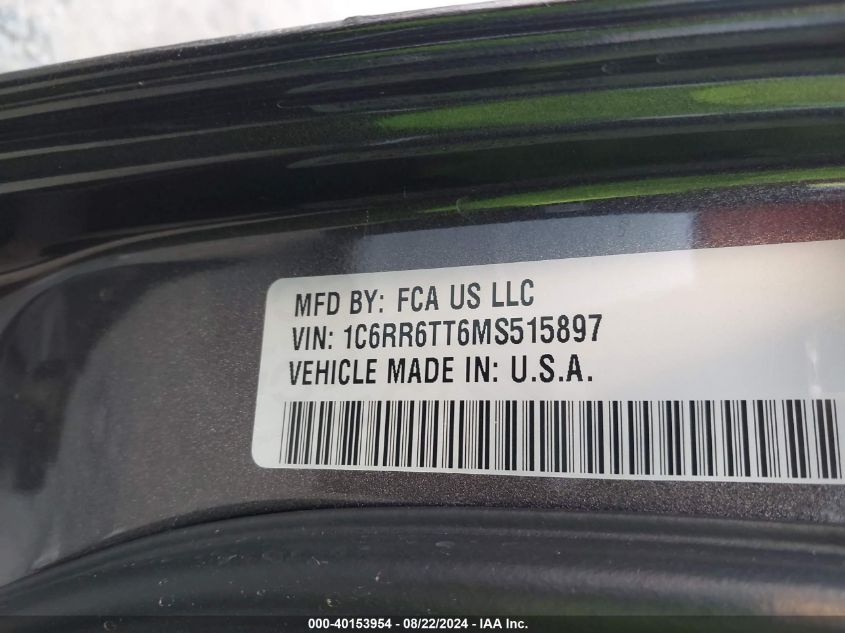 MFD BY: FCA US LLC
VIN: 1C6RR6TT6MS515897
VEHICLE MADE IN: U.S.A.
000-40153954 - 08/22/2024 - IAA Inc.